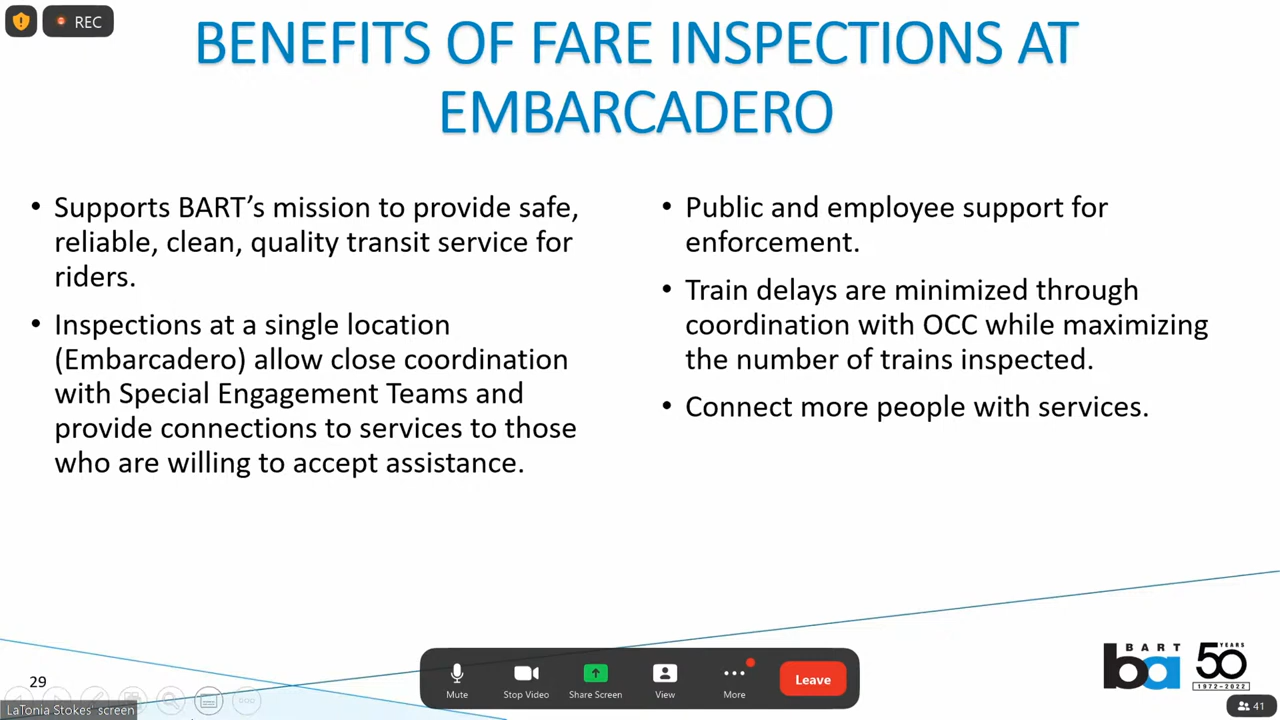 REC
BENEFITS OF FARE INSPECTIONS AT
EMBARCADERO
• Supports BART’s mission to provide safe,
reliable, clean, quality transit service for
riders.
• Inspections at a single location
(Embarcadero) allow close coordination
with Special Engagement Teams and
provide connections to services to those
who are willing to accept assistance.
• Public and employee support for
enforcement.
• Train delays are minimized through
coordination with OCC while maximizing
the number of trains inspected.
• Connect more people with services.
29
LaTonia Stokes' screen
Mute
Stop Video
Share Screen
View
More
Leave
BART
ba
50
YEARS
1972–2022
41